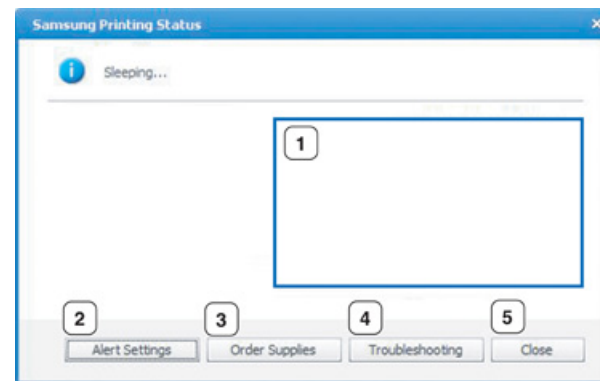 Samsung Printing Status
Sleeping...
1
2 3 4 5
Alert Settings Order Supplies Troubleshooting Close